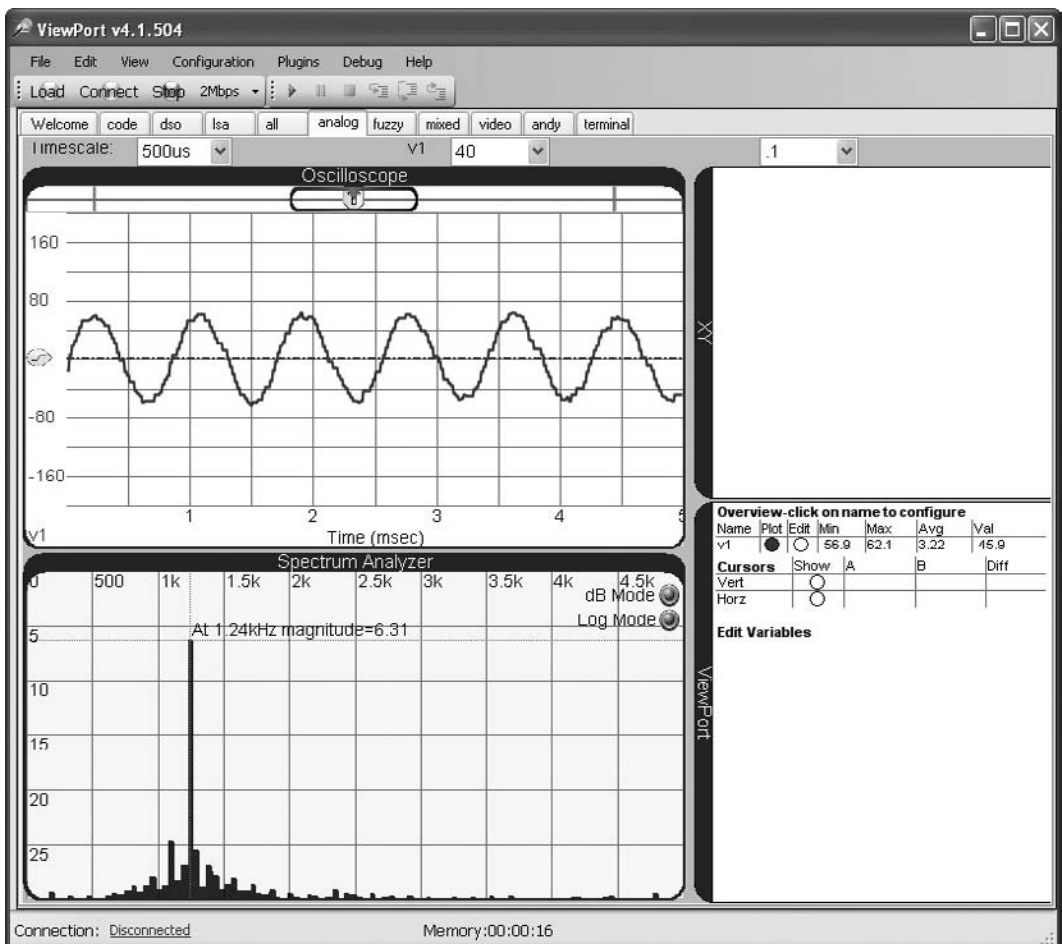 ViewPort v4.1.504
File Edit View Configuration Plugins Debug Help
Load Connect Stop 2Mbps
Welcome code dso lsa all analog fuzzy mixed video andy terminal
Timescale: 500us v1 40 .1
Oscilloscope
160
80
-80
-160
1 2 3 4 5
v1 Time (msec)
XY
Spectrum Analyzer
0 500 1k 1.5k 2k 2.5k 3k 3.5k 4k 4.5k
dB Mode
Log Mode
At 1.24kHz magnitude=6.31
5
10
15
20
25
ViewPort
Overview-click on name to configure
Name Plot Edit Min Max Avg Val
v1 56.9 62.1 3.22 45.9
Cursors Show A B Diff
Vert
Horz
Edit Variables
Connection: Disconnected Memory:00:00:16